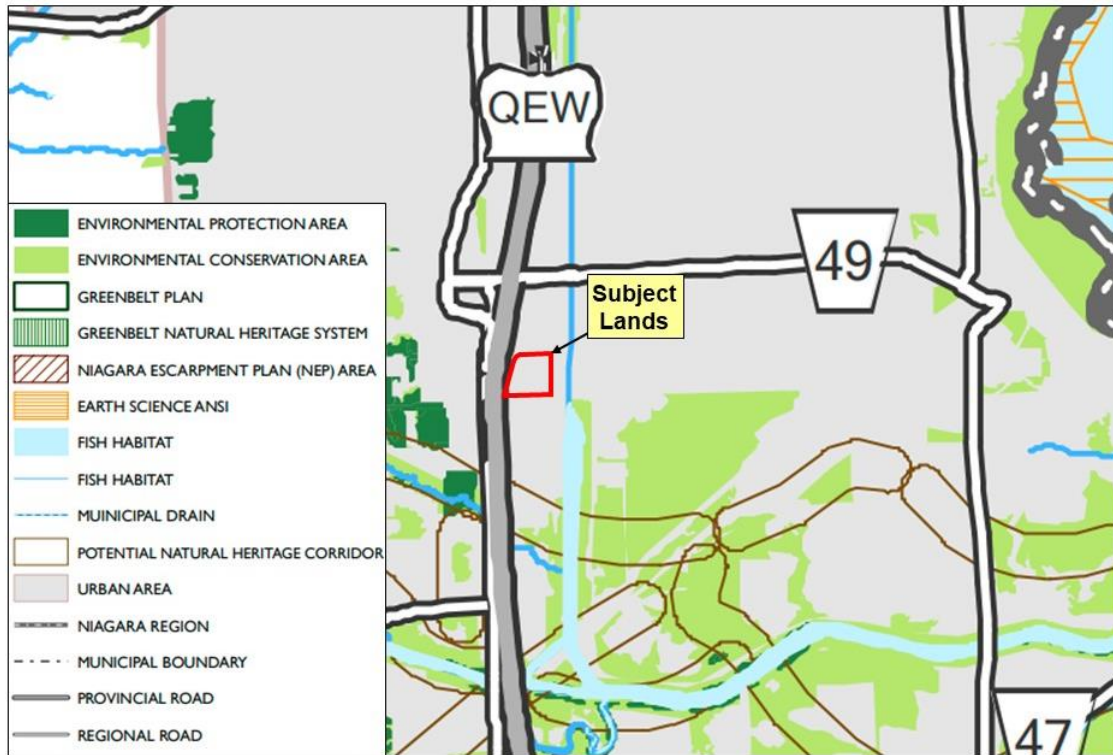 QEW
49
Subject
Lands
ENVIRONMENTAL PROTECTION AREA
ENVIRONMENTAL CONSERVATION AREA
GREENBELT PLAN
GREENBELT NATURAL HERITAGE SYSTEM
NIAGARA ESCARPMENT PLAN (NEP) AREA
EARTH SCIENCE ANSI
FISH HABITAT
FISH HABITAT
MUINICIPAL DRAIN
POTENTIAL NATURAL HERITAGE CORRIDOR
URBAN AREA
NIAGARA REGION
MUNICIPAL BOUNDARY
PROVINCIAL ROAD
REGIONAL ROAD
47